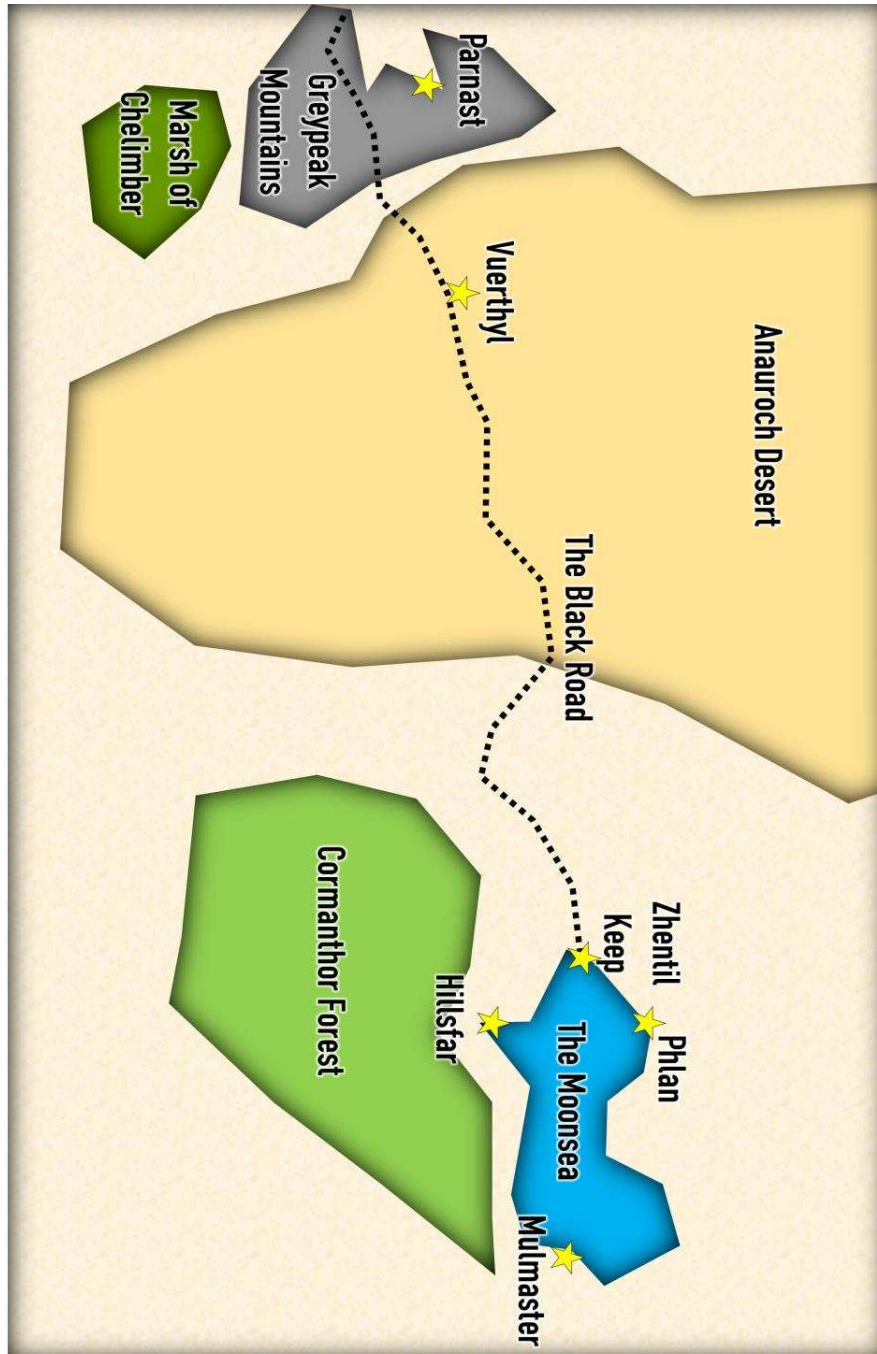 Anauroch Desert
Zhentil
Keep
Phlan
The Black Road
The Moonsea
Mulmaster
Vuerthyl
Parnast
Hillsfar
Greypeak
Mountains
Cormanthor Forest
Marsh of
Chelimber